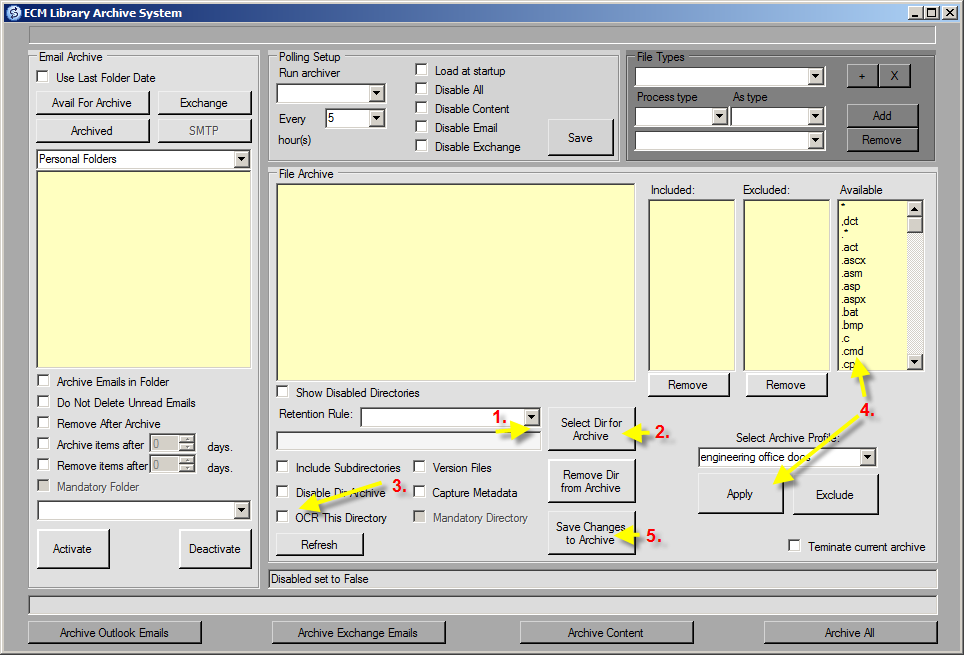 ECM Library Archive System
Email Archive
Use Last Folder Date
Avail For Archive
Exchange
Archived
SMTP
Personal Folders
Archive Emails in Folder
Do Not Delete Unread Emails
Remove After Archive
Archive items after 0 days.
Remove items after 0 days.
Mandatory Folder
Activate
Deactivate
Polling Setup
Run archiver
Every 5
hour(s)
Load at startup
Disable All
Disable Content
Disable Email
Disable Exchange
Save
File Types
+ X
Process type As type
Add
Remove
File Archive
Show Disabled Directories
Retention Rule:
1.
Select Dir for
Archive
2.
Include Subdirectories
Version Files
Disable Dir Archive
3.
Capture Metadata
OCR This Directory
Mandatory Directory
Refresh
Remove Dir
from Archive
Save Changes
to Archive
5.
Included:
Excluded:
Available
*
.dct
.*
.act
.ascx
.asm
.asp
.aspx
.bat
.bmp
.c
.cmd
.cp
Remove
Remove
4.
Select Archive Profile:
engineering office docs
Apply
Exclude
Teminate current archive
Disabled set to False
Archive Outlook Emails
Archive Exchange Emails
Archive Content
Archive All